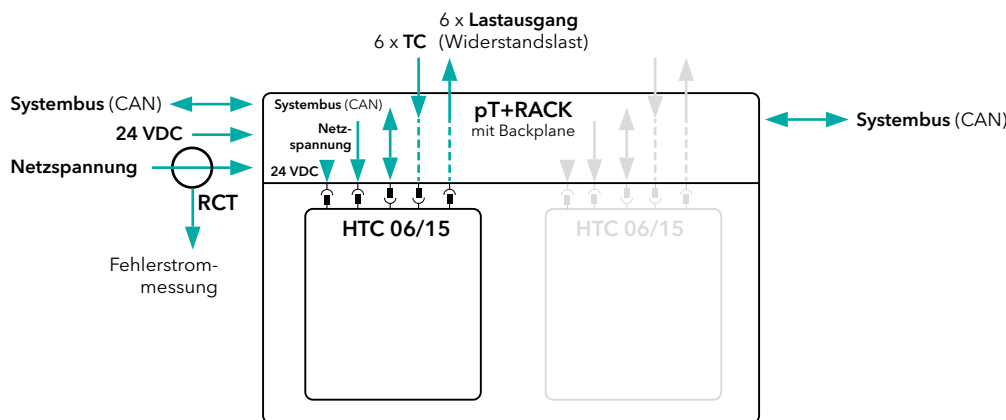 6 x Lastausgang
6 x TC (Widerstandslast)
Systembus (CAN)
24 VDC
Netzspannung
RCT
Fehlerstrom-
messung
Systembus (CAN)
Netz-
spannung
24 VDC
pT+RACK
mit Backplane
Systembus (CAN)
HTC 06/15
HTC 06/15